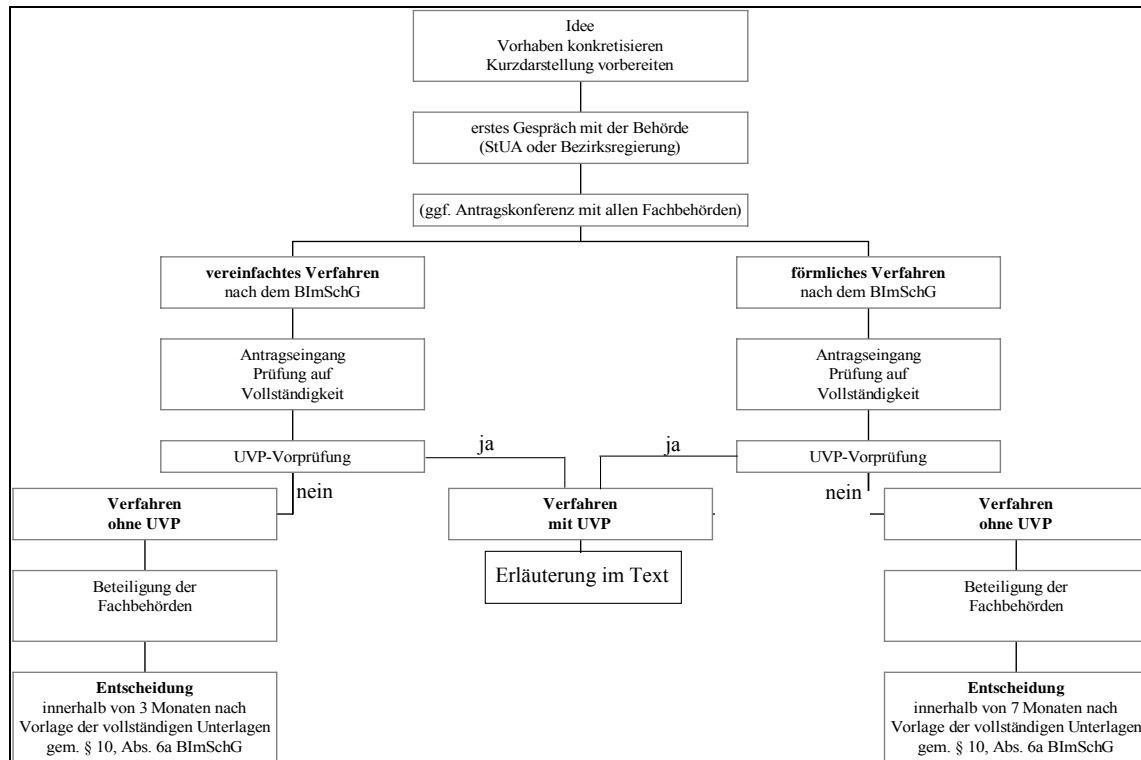 Idee
Vorhaben konkretisieren
Kurzdarstellung vorbereiten
erstes Gespräch mit der Behörde
(StUA oder Bezirksregierung)
(ggf. Antragskonferenz mit allen Fachbehörden)
vereinfachtes Verfahren
nach dem BImSchG
förmliches Verfahren
nach dem BImSchG
Antragseingang
Prüfung auf
Vollständigkeit
Antragseingang
Prüfung auf
Vollständigkeit
UVP-Vorprüfung
ja
ja
UVP-Vorprüfung
nein
nein
Verfahren
ohne UVP
Verfahren
mit UVP
Verfahren
ohne UVP
Erläuterung im Text
Beteiligung der
Fachbehörden
Beteiligung der
Fachbehörden
Entscheidung
innerhalb von 3 Monaten nach
Vorlage der vollständigen Unterlagen
gem. § 10, Abs. 6a BImSchG
Entscheidung
innerhalb von 7 Monaten nach
Vorlage der vollständigen Unterlagen
gem. § 10, Abs. 6a BImSchG